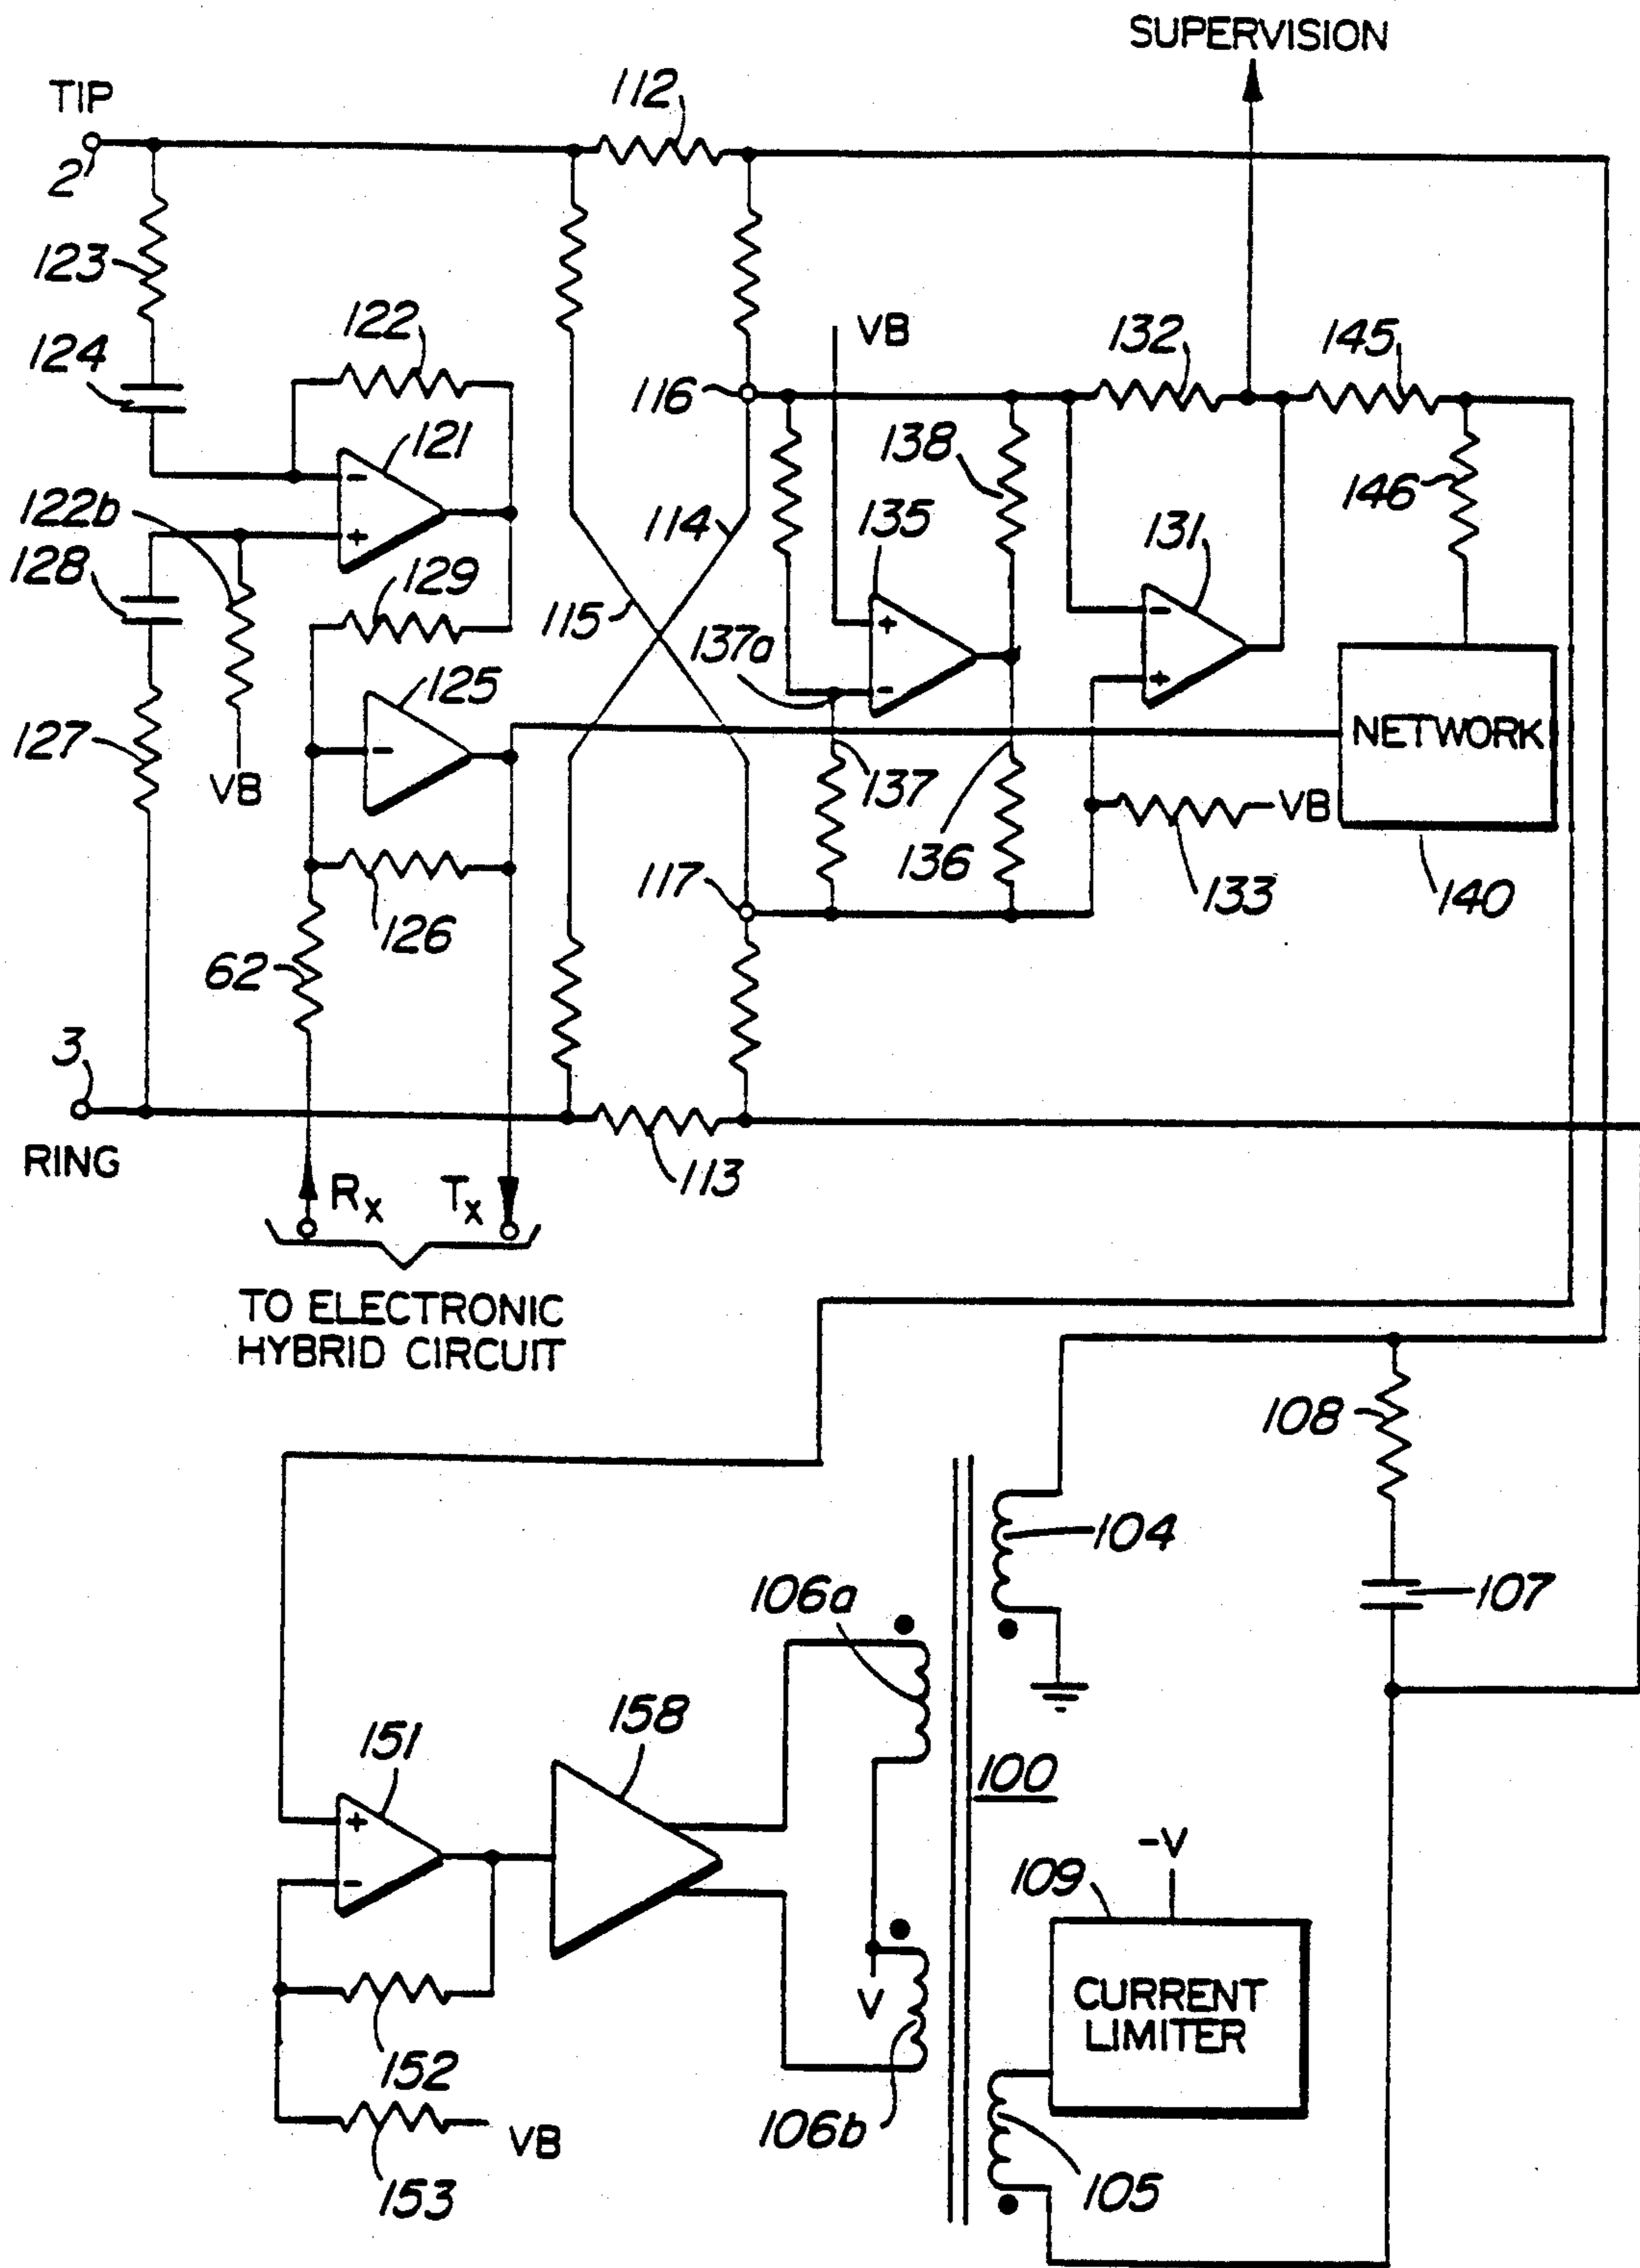 SUPERVISION
TIP
2
112
123
124
122
121
122b
128
129
127
VB
125
126
62
3
RING
Rx
Tx
TO ELECTRONIC
HYBRID CIRCUIT
VB
132
145
116
138
146
114
135
131
115
137a
137
136
VB
133
NETWORK
140
117
113
108
104
107
106a
158
151
100
-V
109
CURRENT
LIMITER
V
152
106b
VB
153
105
+
-
+
-
-
+
-
-
+
+
-